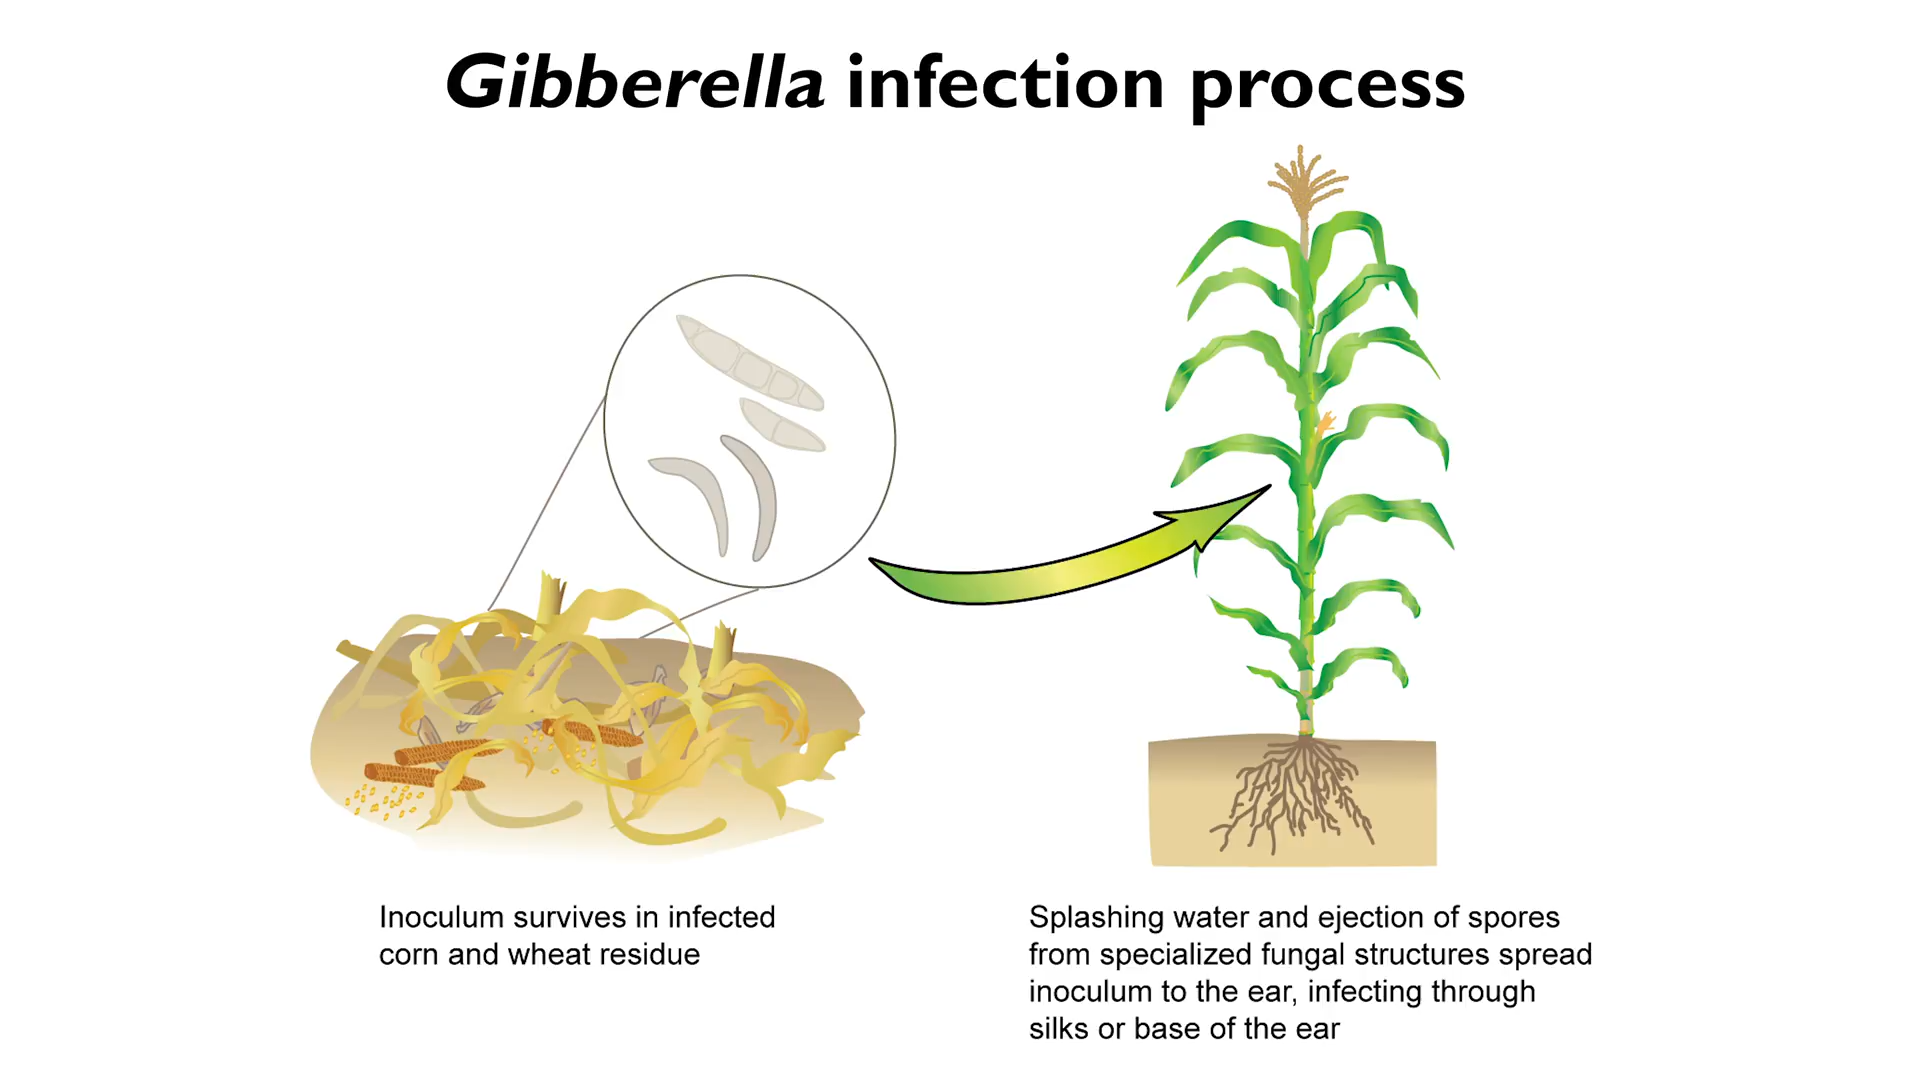 Gibberella infection process
Inoculum survives in infected
corn and wheat residue
Splashing water and ejection of spores
from specialized fungal structures spread
inoculum to the ear, infecting through
silks or base of the ear